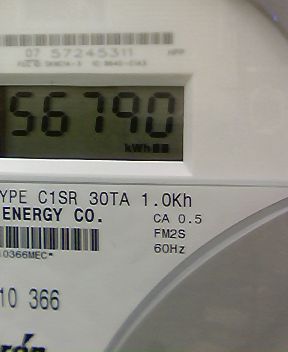 07 57245311
56790
kWh
YPE C1SR 30TA 1.0Kh
ENERGY CO.
CA 0.5
FM2S
60Hz
10366MEC*
10 366
rón